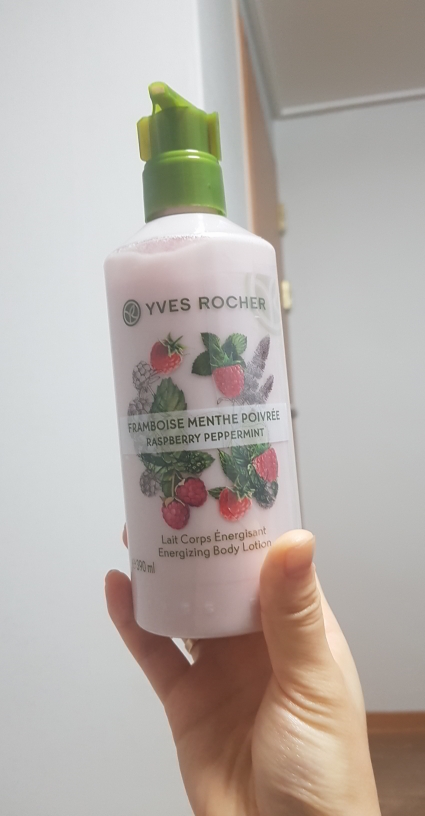 YVES ROCHER
FRAMBOISE MENTHE POIVRÉE
RASPBERRY PEPPERMINT
Lait Corps Énergisant
Energizing Body Lotion
390 ml